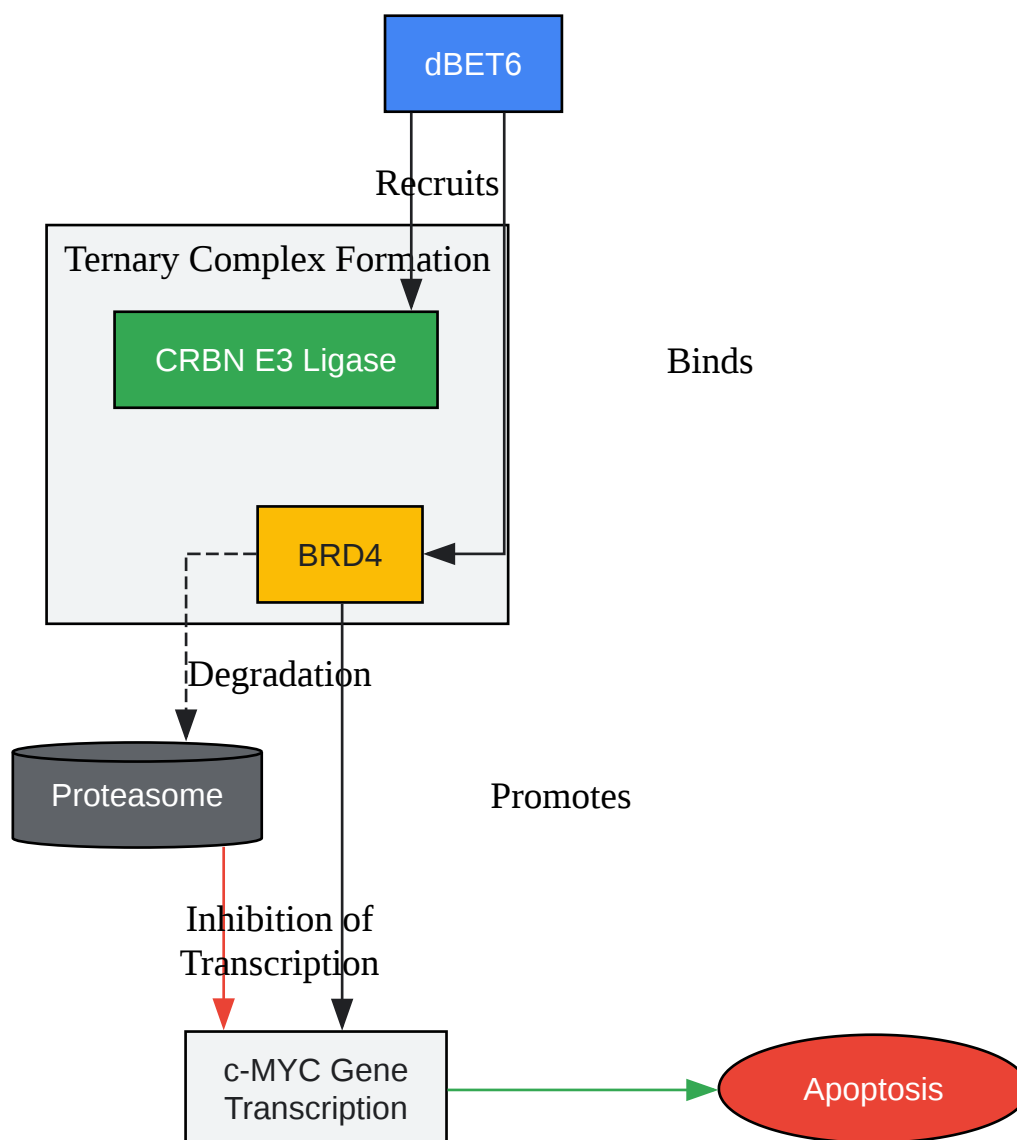 dBET6
Recruits
Ternary Complex Formation
CRBN E3 Ligase
Binds
BRD4
Degradation
Proteasome
Promotes
Inhibition of
Transcription
c-MYC Gene
Transcription
Apoptosis